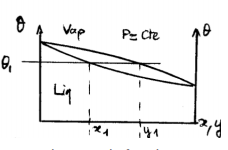 θ Vap P = Cte θ
θ₁
Liq
x₁ y₁ x, y